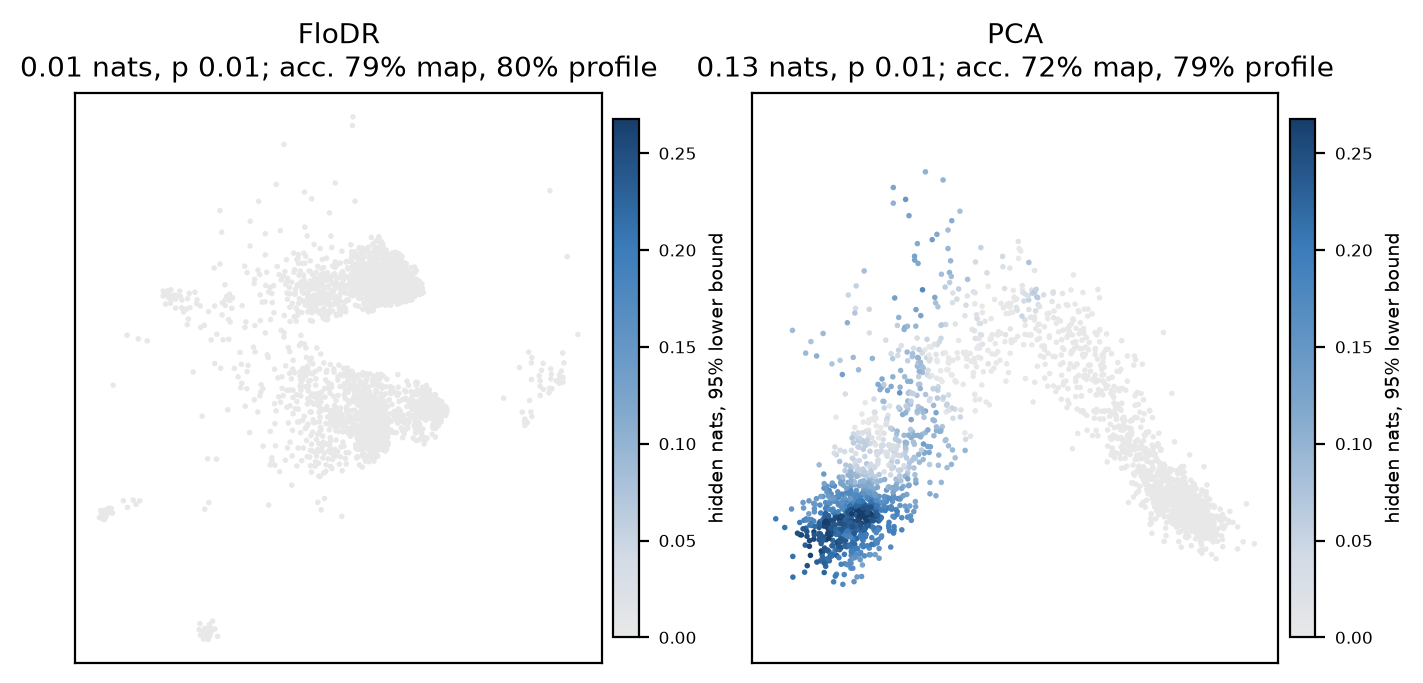 FloDR
0.01 nats, p 0.01; acc. 79% map, 80% profile
0.25
0.20
0.15
0.10
0.05
0.00
hidden nats, 95% lower bound
PCA
0.13 nats, p 0.01; acc. 72% map, 79% profile
0.25
0.20
0.15
0.10
0.05
0.00
hidden nats, 95% lower bound